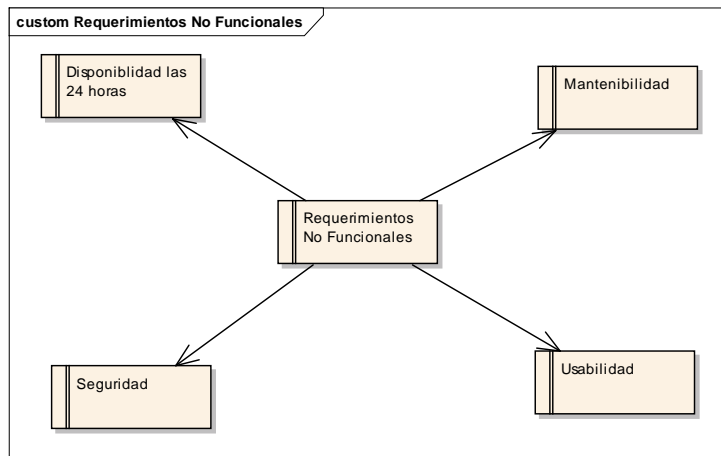 custom Requerimientos No Funcionales
Disponiblidad las
24 horas
Mantenibilidad
Requerimientos
No Funcionales
Seguridad
Usabilidad